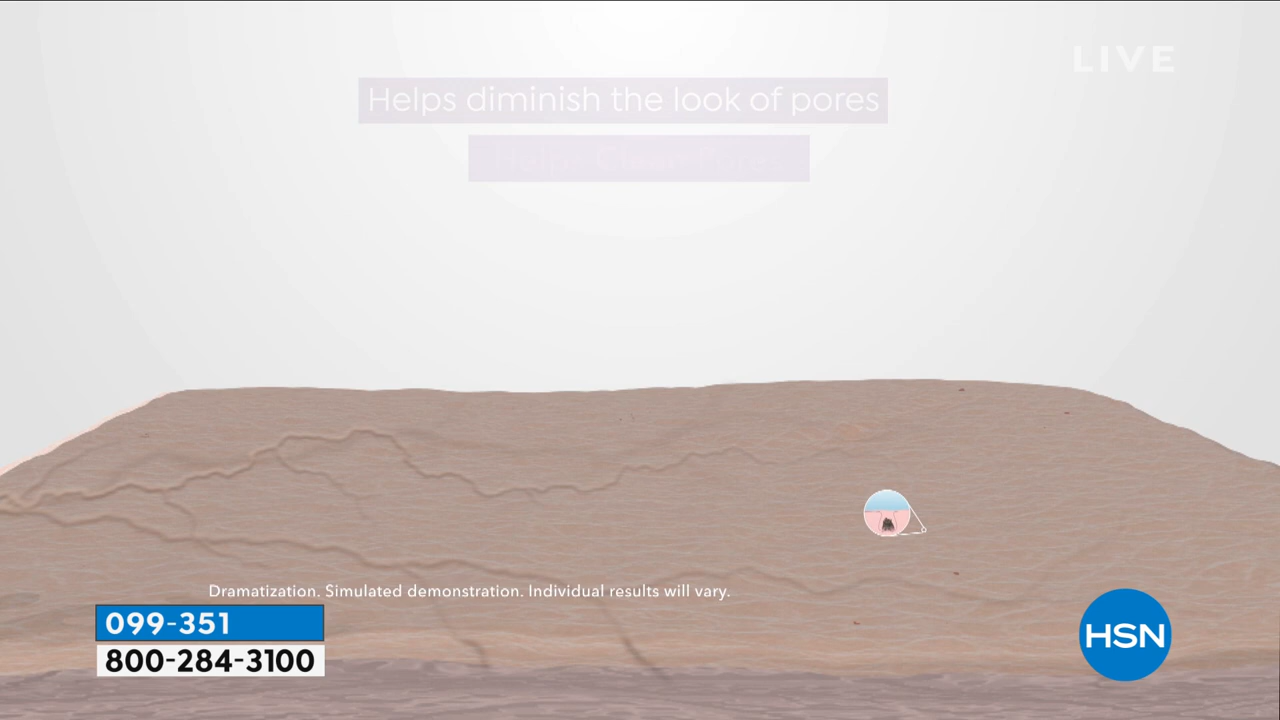 LIVE
Helps diminish the look of pores
Dramatization. Simulated demonstration. Individual results will vary.
099-351
800-284-3100
HSN